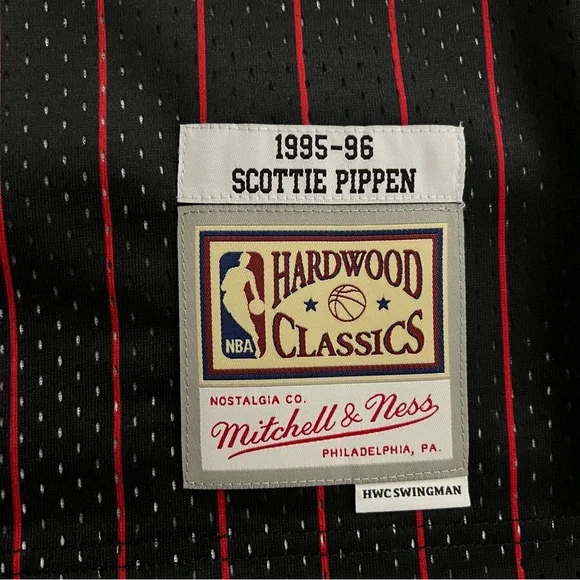 1995-96
SCOTTIE PIPPEN
HARDWOOD
CLASSICS
NBA
NOSTALGIA CO.
Mitchell & Ness
PHILADELPHIA, PA.
HWC SWINGMAN